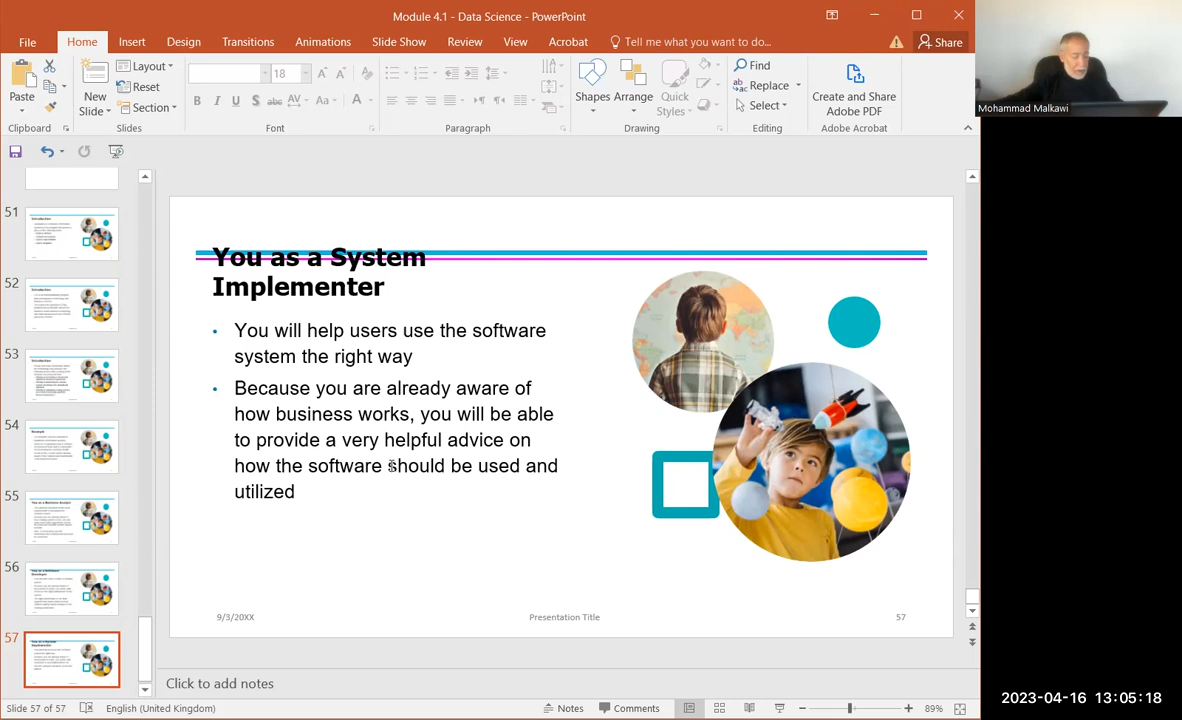 Module 4.1 - Data Science - PowerPoint
File Home Insert Design Transitions Animations Slide Show Review View Acrobat Tell me what you want to do... Share
Paste
Clipboard
New Slide
Layout
Reset
Section
Slides
18
B I U S abc AV Aa A
Font
Paragraph
Shapes Arrange Quick Styles
Drawing
Find
Replace
Select
Editing
Create and Share Adobe PDF
Adobe Acrobat
Mohammad Malkawi
51
52
53
54
55
56
57
You as a System
Implementer
• You will help users use the software
system the right way
• Because you are already aware of
how business works, you will be able
to provide a very helpful advice on
how the software should be used and
utilized
9/3/20XX Presentation Title 57
Click to add notes
Slide 57 of 57 English (United Kingdom) Notes Comments 89%
2023-04-16 13:05:18